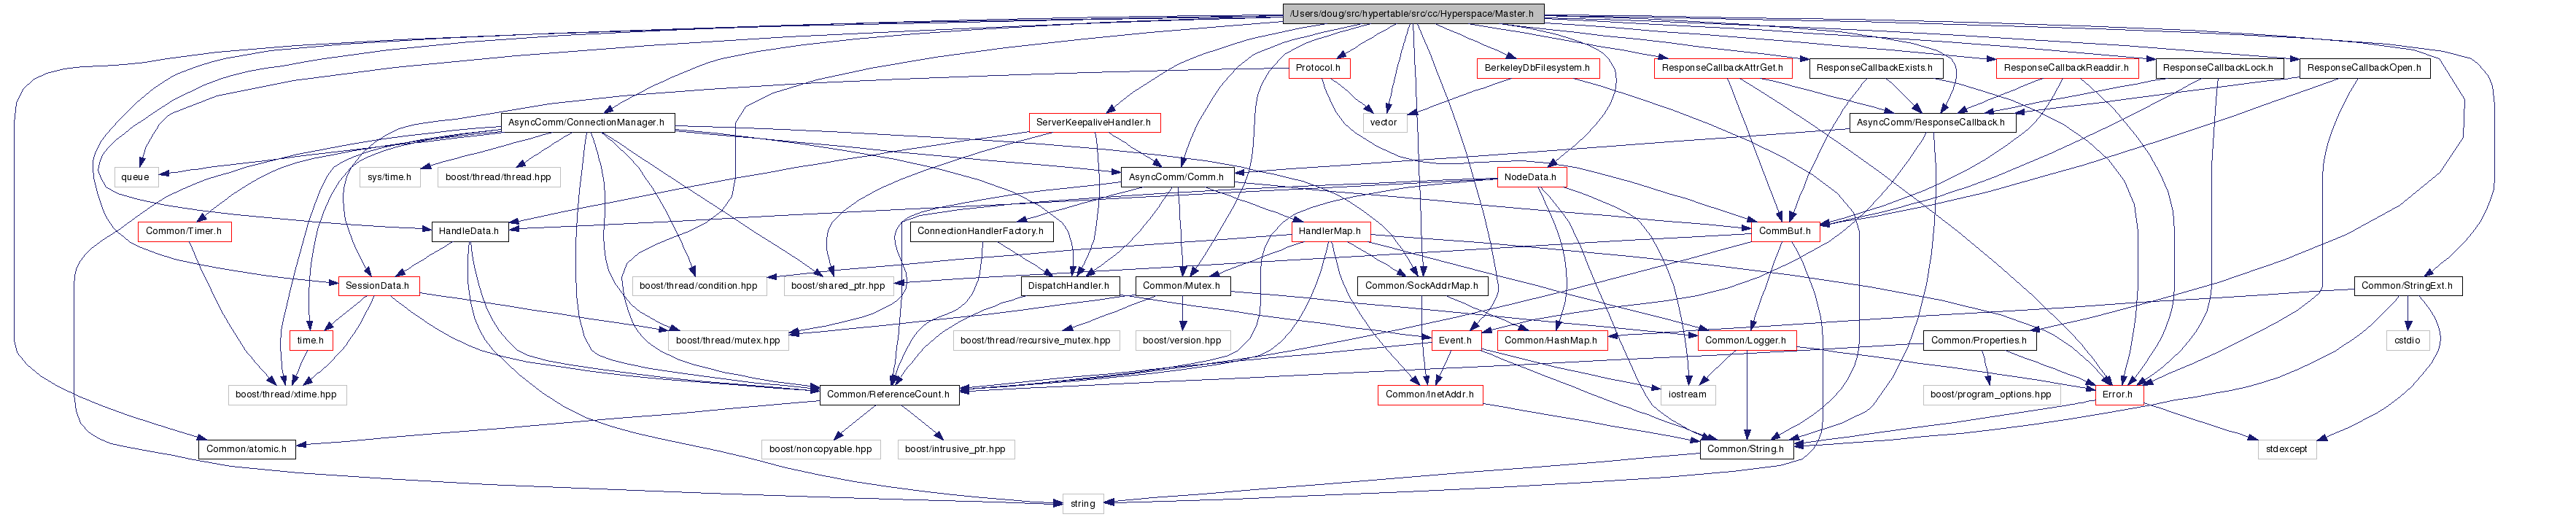 /Users/doug/src/hypertable/src/cc/Hyperspace/Master.h
Protocol.h
BerkeleyDbFilesystem.h
ResponseCallbackAttrGet.h
ResponseCallbackExists.h
ResponseCallbackReaddir.h
ResponseCallbackLock.h
ResponseCallbackOpen.h
AsyncComm/ConnectionManager.h
ServerKeepaliveHandler.h
vector
AsyncComm/ResponseCallback.h
queue
sys/time.h
boost/thread/thread.hpp
AsyncComm/Comm.h
NodeData.h
Common/Timer.h
HandleData.h
ConnectionHandlerFactory.h
HandlerMap.h
CommBuf.h
SessionData.h
boost/thread/condition.hpp
boost/shared_ptr.hpp
DispatchHandler.h
Common/Mutex.h
Common/SockAddrMap.h
Common/StringExt.h
time.h
boost/thread/mutex.hpp
boost/thread/recursive_mutex.hpp
boost/version.hpp
Event.h
Common/HashMap.h
Common/Logger.h
Common/Properties.h
cstdio
boost/thread/xtime.hpp
Common/ReferenceCount.h
Common/InetAddr.h
iostream
boost/program_options.hpp
Error.h
Common/atomic.h
boost/noncopyable.hpp
boost/intrusive_ptr.hpp
Common/String.h
stdexcept
string